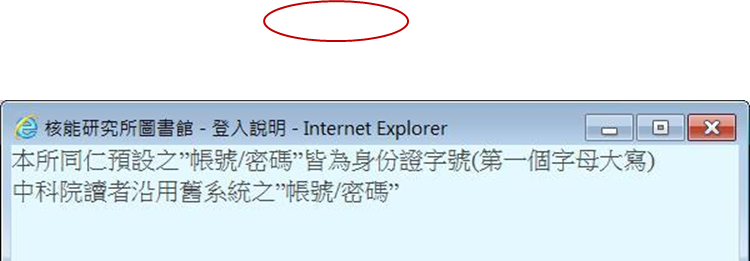 核能研究所圖書館 - 登入說明 - Internet Explorer
本所同仁預設之”帳號/密碼”皆為身份證字號(第一個字母大寫)
中科院讀者沿用舊系統之”帳號/密碼”